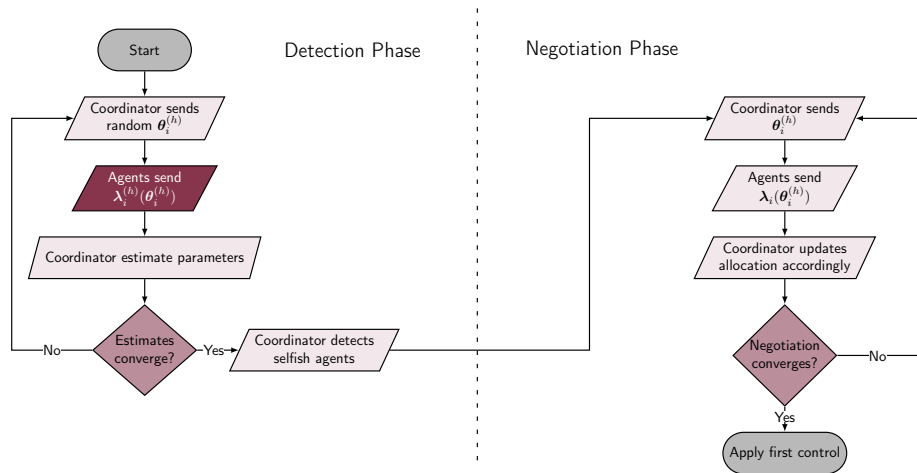 Detection Phase
Negotiation Phase
Start
Coordinator sends
random θ_i^(h)
Agents send
λ_i^(h)(θ_i^(h))
Coordinator estimate parameters
Estimates
converge?
No
Yes
Coordinator detects
selfish agents
Coordinator sends
θ_i^(h)
Agents send
λ_i(θ_i^(h))
Coordinator updates
allocation accordingly
Negotiation
converges?
No
Yes
Apply first control